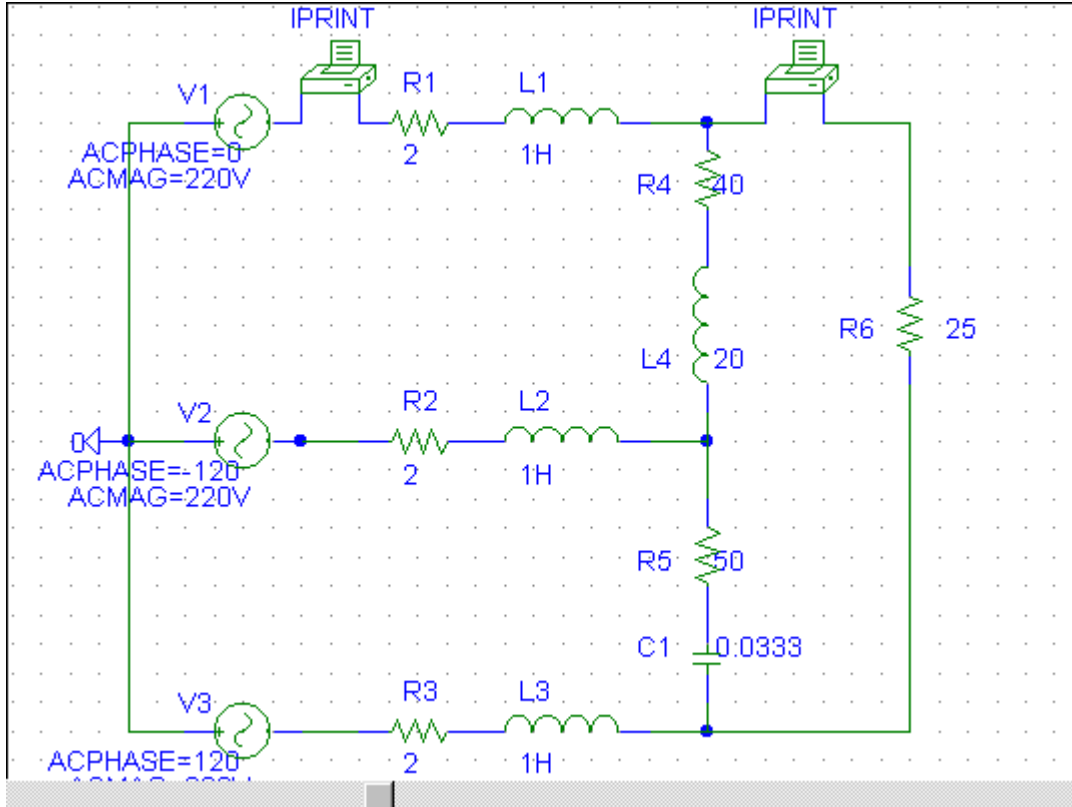 IPRINT
IPRINT
V1
R1
L1
ACPHASE=0
ACMAG=220V
2
1H
R4
40
R6
25
L4
20
V2
R2
L2
0
ACPHASE=-120
ACMAG=220V
2
1H
R5
50
C1
0.0333
V3
R3
L3
ACPHASE=120
2
1H